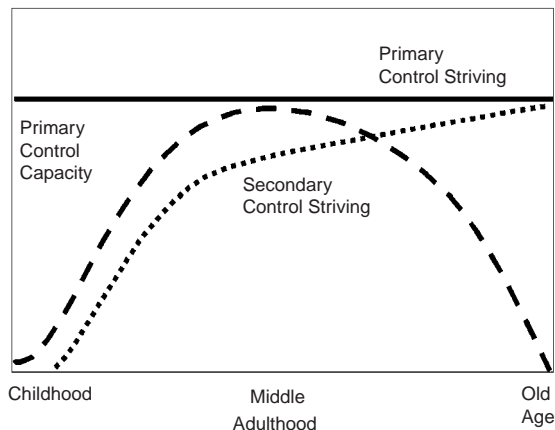 Primary
Control Striving
Primary
Control
Capacity
Secondary
Control Striving
Childhood
Middle
Adulthood
Old
Age